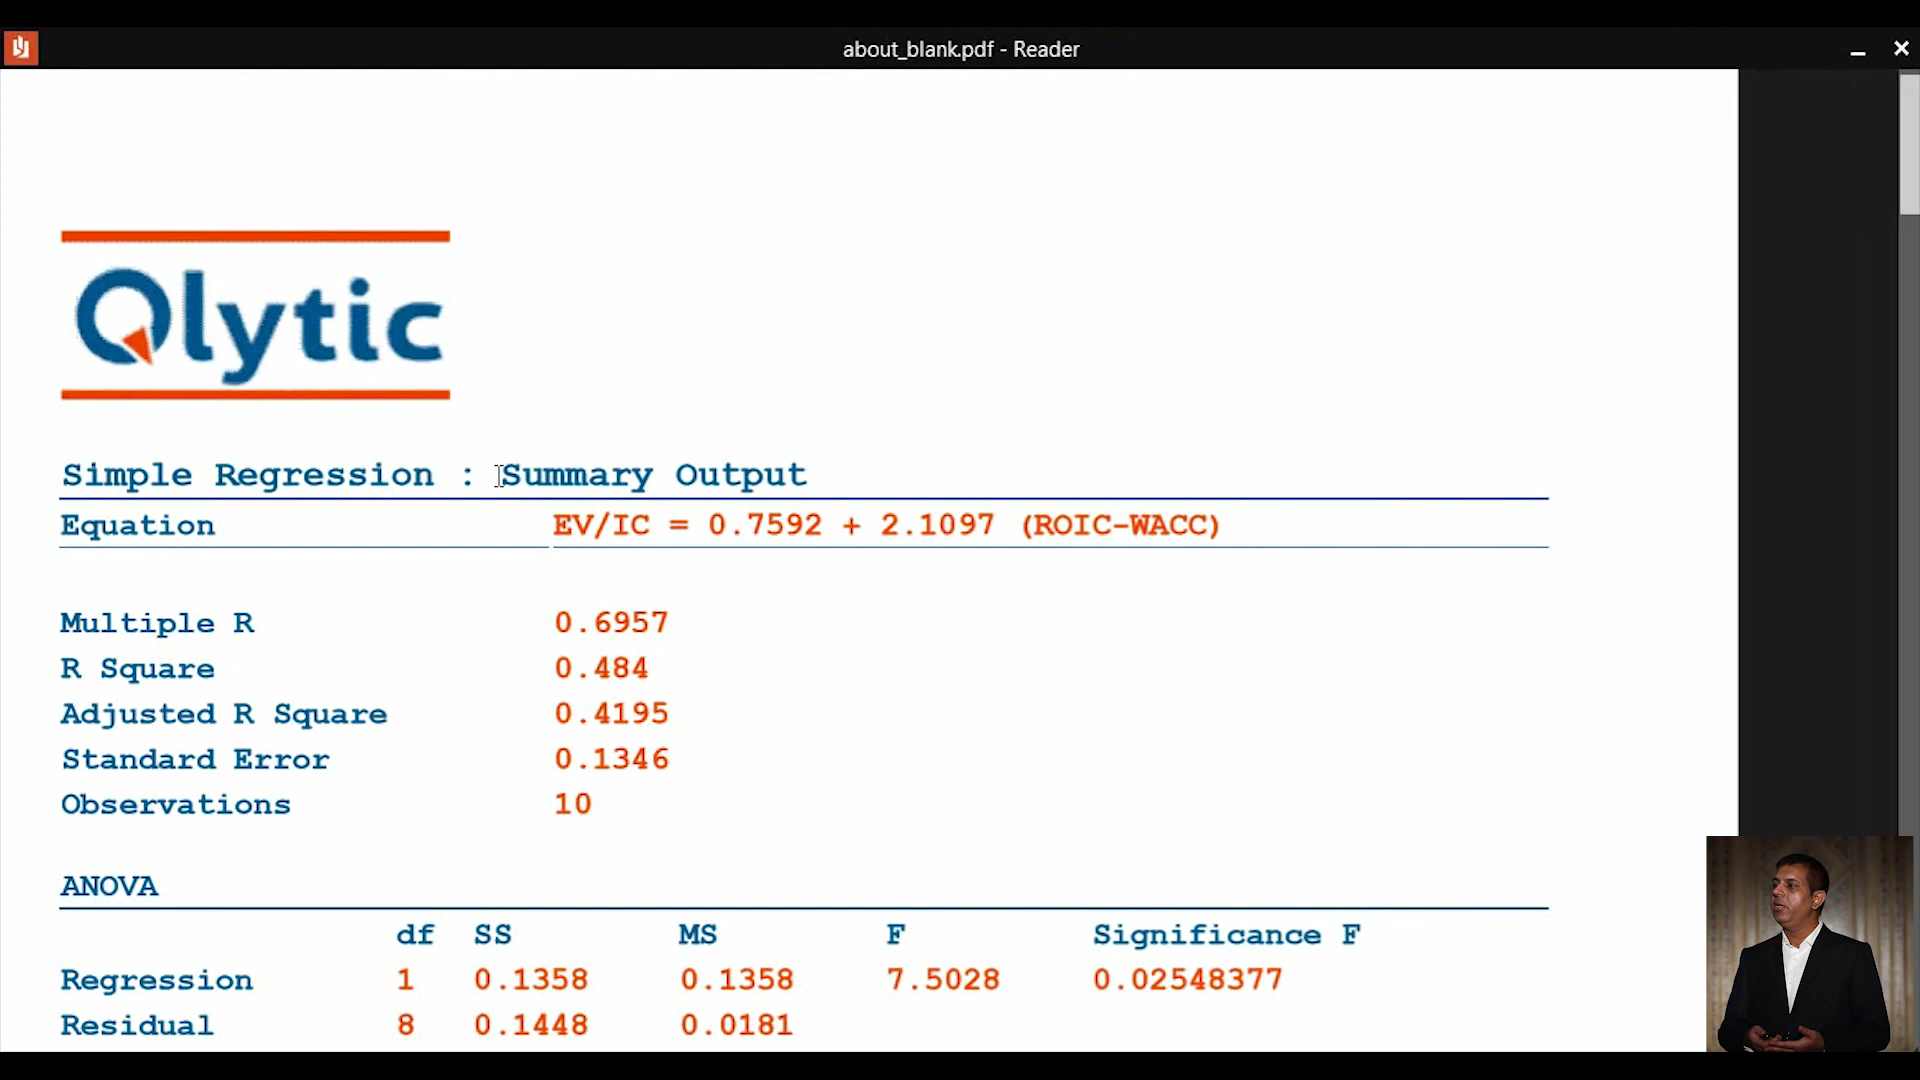 about_blank.pdf - Reader
Qlytic
Simple Regression : Summary Output
Equation EV/IC = 0.7592 + 2.1097 (ROIC-WACC)
Multiple R 0.6957
R Square 0.484
Adjusted R Square 0.4195
Standard Error 0.1346
Observations 10
ANOVA
df SS MS F Significance F
Regression 1 0.1358 0.1358 7.5028 0.02548377
Residual 8 0.1448 0.0181